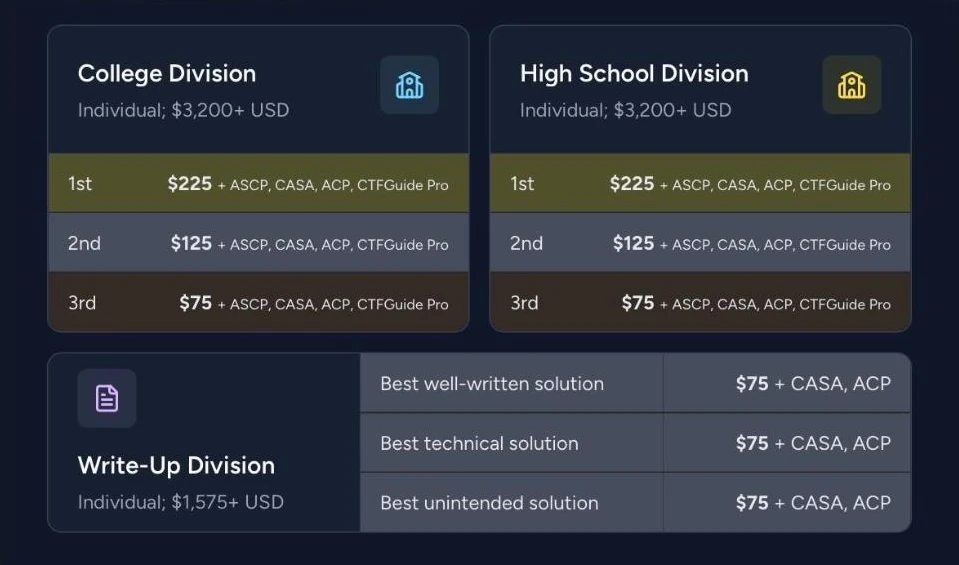 College Division
Individual; $3,200+ USD
1st $225 + ASCP, CASA, ACP, CTFGuide Pro
2nd $125 + ASCP, CASA, ACP, CTFGuide Pro
3rd $75 + ASCP, CASA, ACP, CTFGuide Pro
High School Division
Individual; $3,200+ USD
1st $225 + ASCP, CASA, ACP, CTFGuide Pro
2nd $125 + ASCP, CASA, ACP, CTFGuide Pro
3rd $75 + ASCP, CASA, ACP, CTFGuide Pro
Write-Up Division
Individual; $1,575+ USD
Best well-written solution $75 + CASA, ACP
Best technical solution $75 + CASA, ACP
Best unintended solution $75 + CASA, ACP